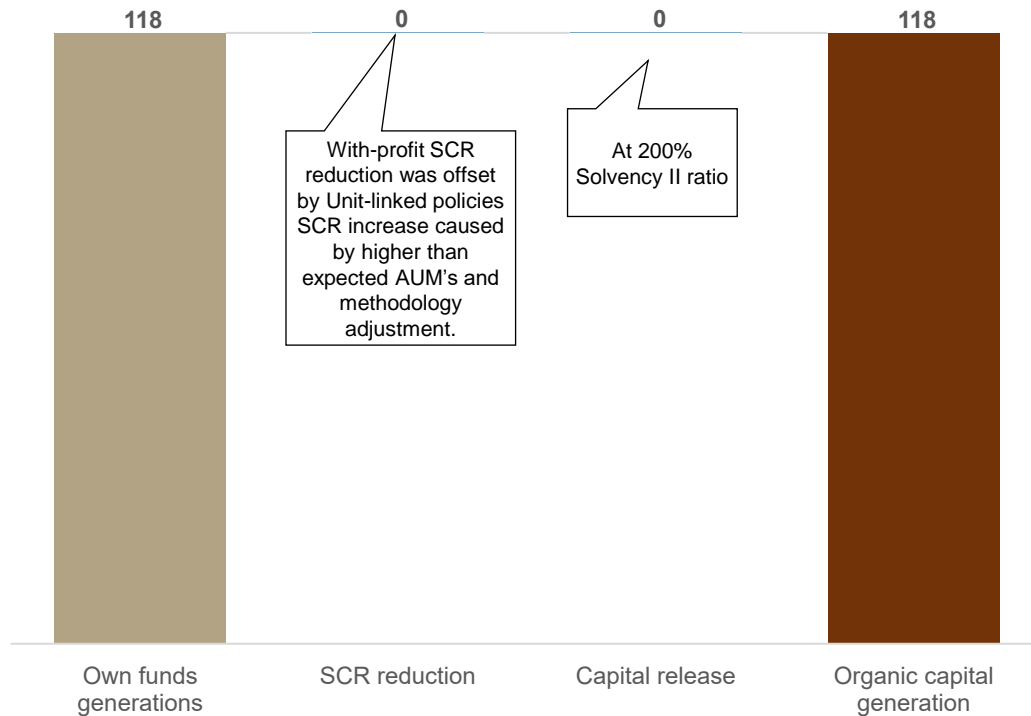 118
0
0
118
With-profit SCR
reduction was offset
by Unit-linked policies
SCR increase caused
by higher than
expected AUM's and
methodology
adjustment.
At 200%
Solvency II ratio
Own funds
generations
SCR reduction
Capital release
Organic capital
generation